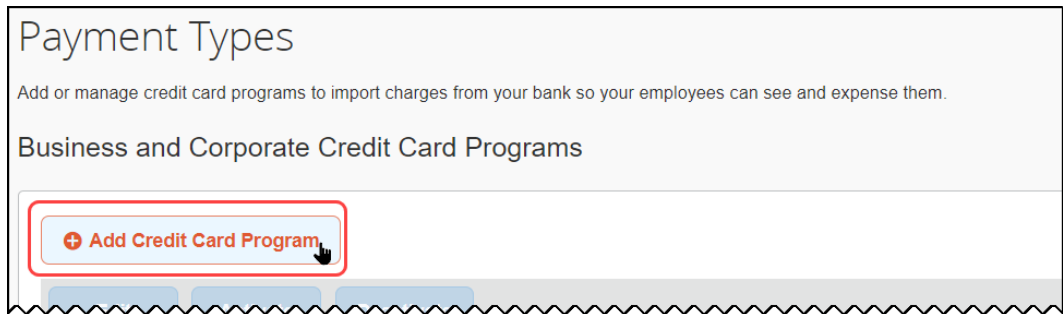 Payment Types
Add or manage credit card programs to import charges from your bank so your employees can see and expense them.
Business and Corporate Credit Card Programs
Add Credit Card Program